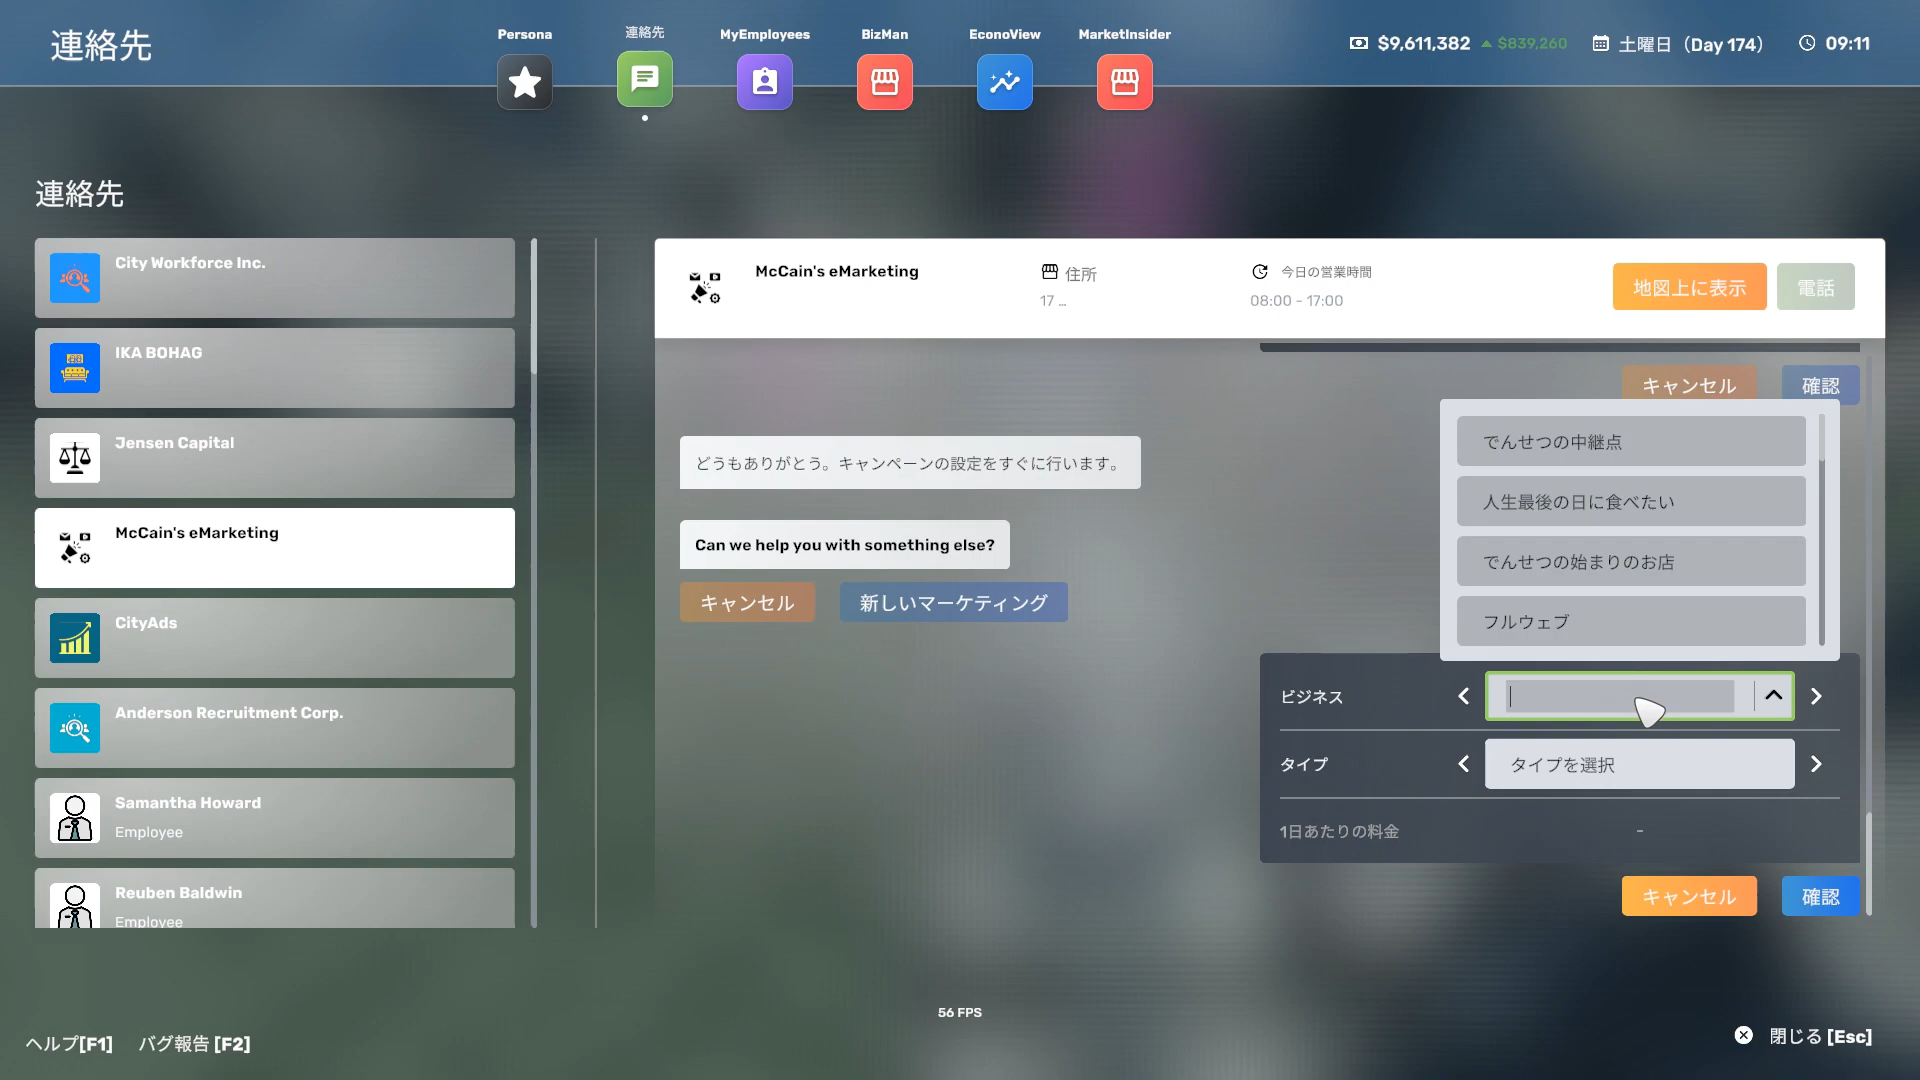 連絡先
Persona
連絡先
MyEmployees
BizMan
EconoView
MarketInsider
$9,611,382
$839,260
土曜日（Day 174）
09:11
連絡先
City Workforce Inc.
IKA BOHAG
Jensen Capital
McCain's eMarketing
CityAds
Anderson Recruitment Corp.
Samantha Howard
Employee
Reuben Baldwin
Employee
McCain's eMarketing
住所
17 ...
今日の営業時間
08:00 - 17:00
地図上に表示
電話
キャンセル
確認
どうもありがとう。キャンペーンの設定をすぐに行います。
Can we help you with something else?
キャンセル
新しいマーケティング
でんせつの中継点
人生最後の日に食べたい
でんせつの始まりのお店
フルウェブ
ビジネス
タイプ
タイプを選択
1日あたりの料金
-
キャンセル
確認
56 FPS
ヘルプ[F1]
バグ報告 [F2]
閉じる [Esc]